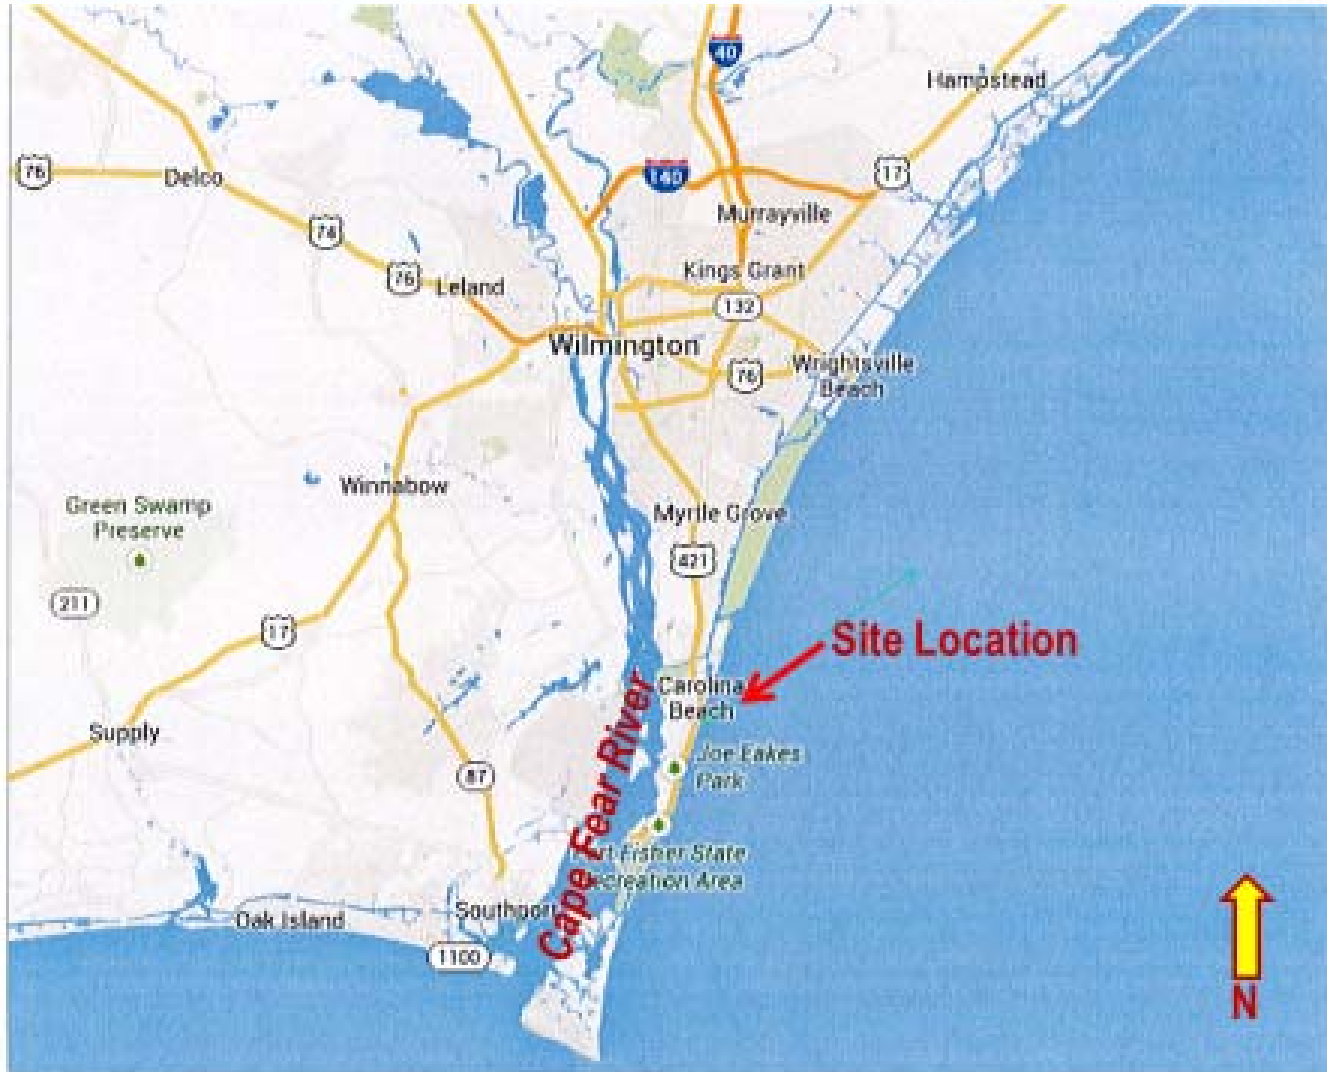 40
Hampstead
76
Delco
140
17
Murrayville
74
76
Leland
Kings Grant
132
Wilmington
Wrightsville
Beach
76
Winnabow
Green Swamp
Preserve
Myrtle Grove
421
211
17
Site Location
Carolina
Beach
Supply
Joe Eakes
Park
87
Cape Fear River
Fisher State
Recreation Area
Southport
Oak Island
1100
N